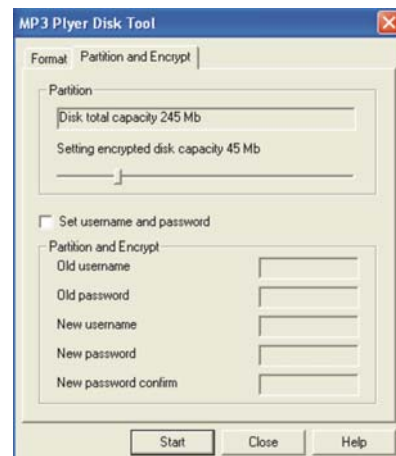 MP3 Plyer Disk Tool
Format Partition and Encrypt
Partition
Disk total capacity 245 Mb
Setting encrypted disk capacity 45 Mb
Set username and password
Partition and Encrypt
Old username
Old password
New username
New password
New password confirm
Start Close Help